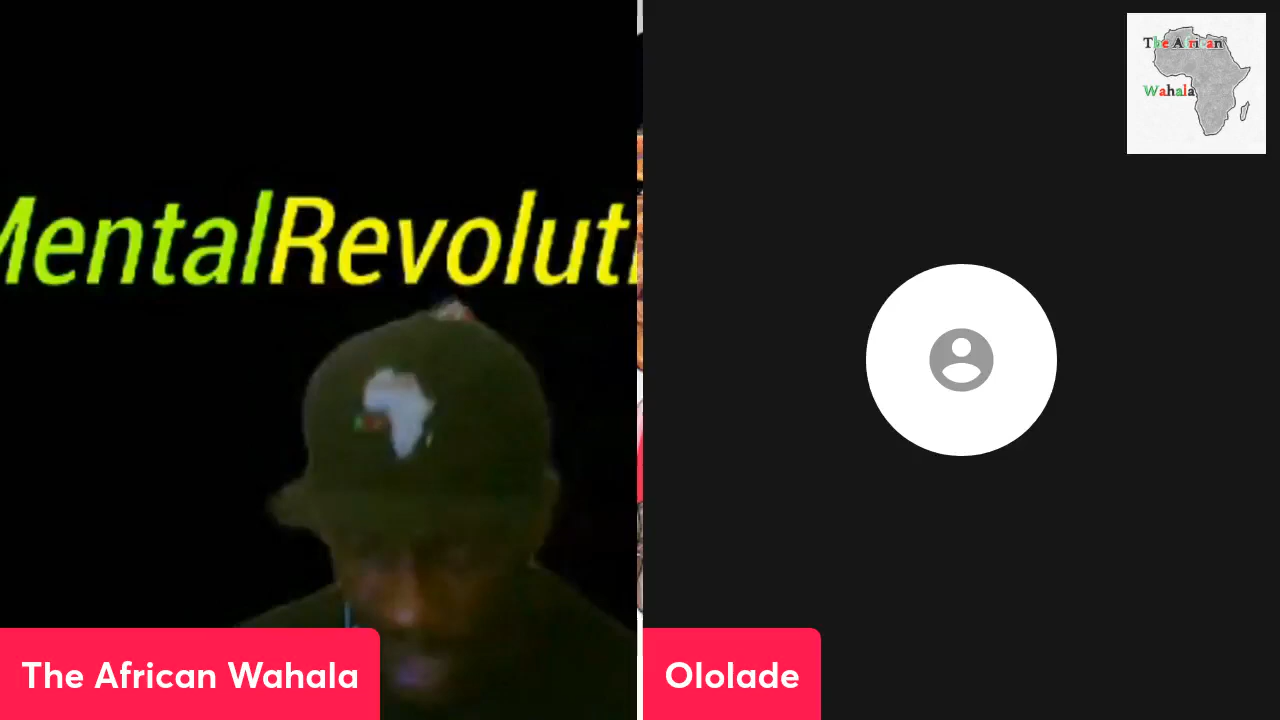 The African
Wahala
MentalRevoluti
The African Wahala
Ololade